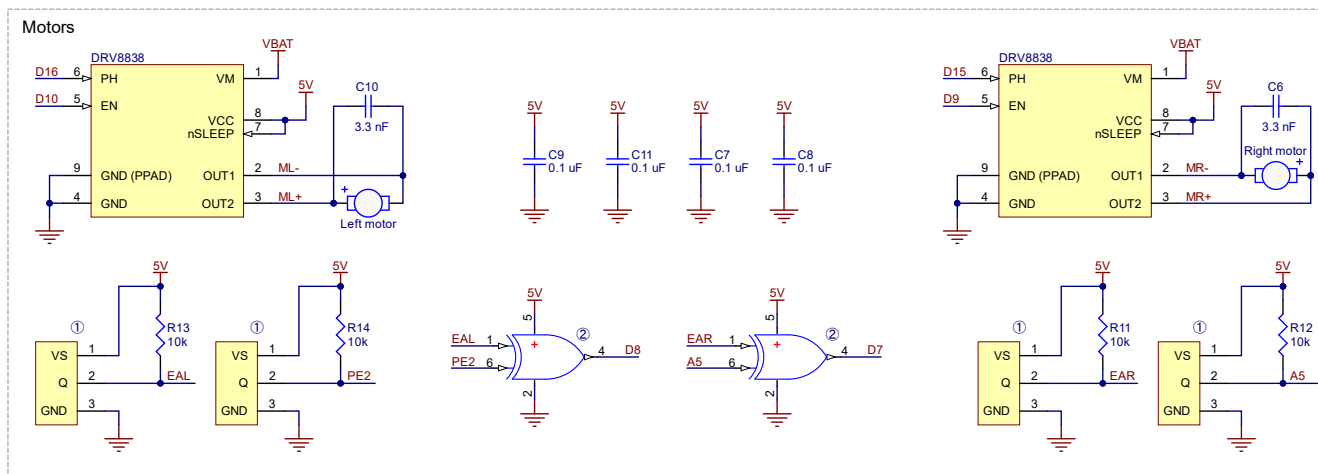 Motors
DRV8838
VBAT
D16
6
PH
VM
1
D10
5
EN
5V
C10
3.3 nF
VCC
8
nSLEEP
7
9
GND (PPAD)
OUT1
2
ML-
4
GND
OUT2
3
ML+
+
Left motor
5V
C9
0.1 uF
5V
C11
0.1 uF
5V
C7
0.1 uF
5V
C8
0.1 uF
DRV8838
VBAT
D15
6
PH
VM
1
D9
5
EN
5V
C6
3.3 nF
VCC
8
nSLEEP
7
Right motor
+
9
GND (PPAD)
OUT1
2
MR-
4
GND
OUT2
3
MR+
5V
①
R13
10k
VS
1
Q
2
EAL
GND
3
5V
①
R14
10k
VS
1
Q
2
PE2
GND
3
5V
5
②
EAL
1
+
PE2
6
4
D8
2
5V
5
②
EAR
1
+
A5
6
4
D7
2
5V
①
R11
10k
VS
1
Q
2
EAR
GND
3
5V
①
R12
10k
VS
1
Q
2
A5
GND
3